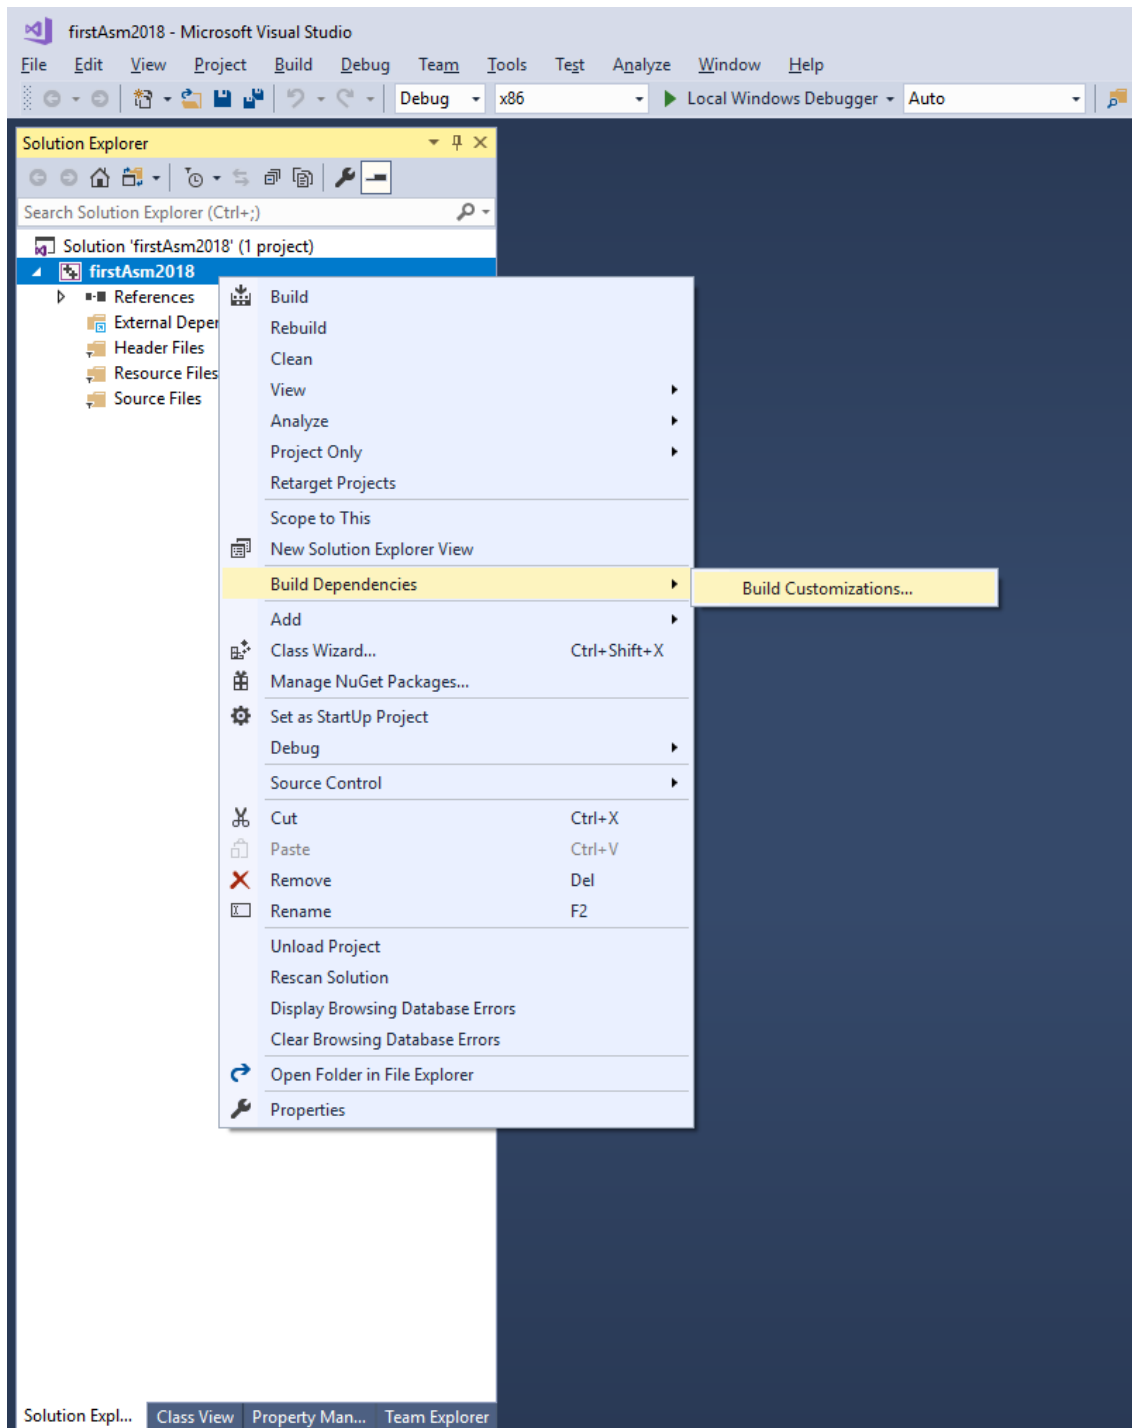 firstAsm2018 - Microsoft Visual Studio
File Edit View Project Build Debug Team Tools Test Analyze Window Help
Debug x86 Local Windows Debugger Auto
Solution Explorer
Search Solution Explorer (Ctrl+;)
Solution 'firstAsm2018' (1 project)
firstAsm2018
References
External Deper
Header Files
Resource Files
Source Files
Build
Rebuild
Clean
View
Analyze
Project Only
Retarget Projects
Scope to This
New Solution Explorer View
Build Dependencies
Build Customizations...
Add
Class Wizard... Ctrl+Shift+X
Manage NuGet Packages...
Set as StartUp Project
Debug
Source Control
Cut Ctrl+X
Paste Ctrl+V
Remove Del
Rename F2
Unload Project
Rescan Solution
Display Browsing Database Errors
Clear Browsing Database Errors
Open Folder in File Explorer
Properties
Solution Expl... Class View Property Man... Team Explorer